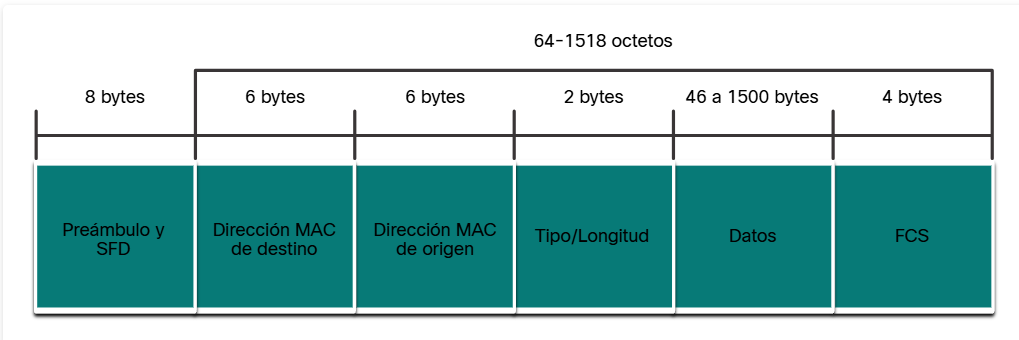 64-1518 octetos
8 bytes
6 bytes
6 bytes
2 bytes
46 a 1500 bytes
4 bytes
Preámbulo y
SFD
Dirección MAC
de destino
Dirección MAC
de origen
Tipo/Longitud
Datos
FCS